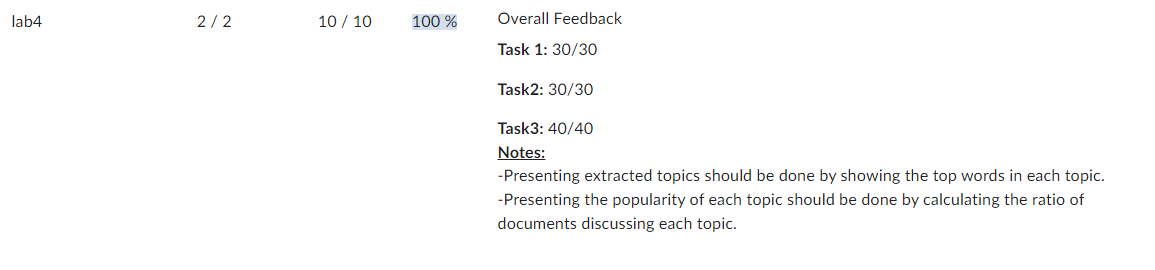 lab4 2 / 2 10 / 10 100 % Overall Feedback
Task 1: 30/30
Task2: 30/30
Task3: 40/40
Notes:
-Presenting extracted topics should be done by showing the top words in each topic.
-Presenting the popularity of each topic should be done by calculating the ratio of
documents discussing each topic.